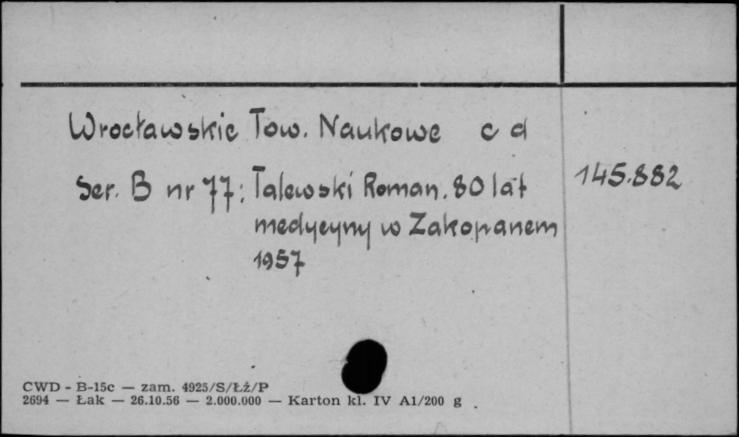 Wrocławskie Tow. Naukowe c d
Ser. B nr 77: Talewski Roman. 80 lat 145.882
medycyny w Zakopanem
1957
CWD - B-15c — zam. 4925/S/Łż/P
2694 — Łak — 26.10.56 — 2.000.000 — Karton kl. IV A1/200 g